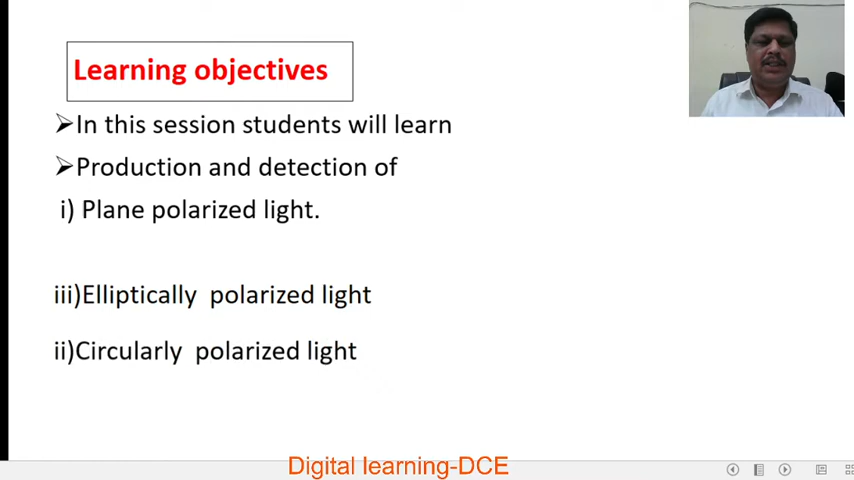 Learning objectives
➢In this session students will learn
➢Production and detection of
i) Plane polarized light.
iii)Elliptically  polarized light
ii)Circularly  polarized light
Digital learning-DCE